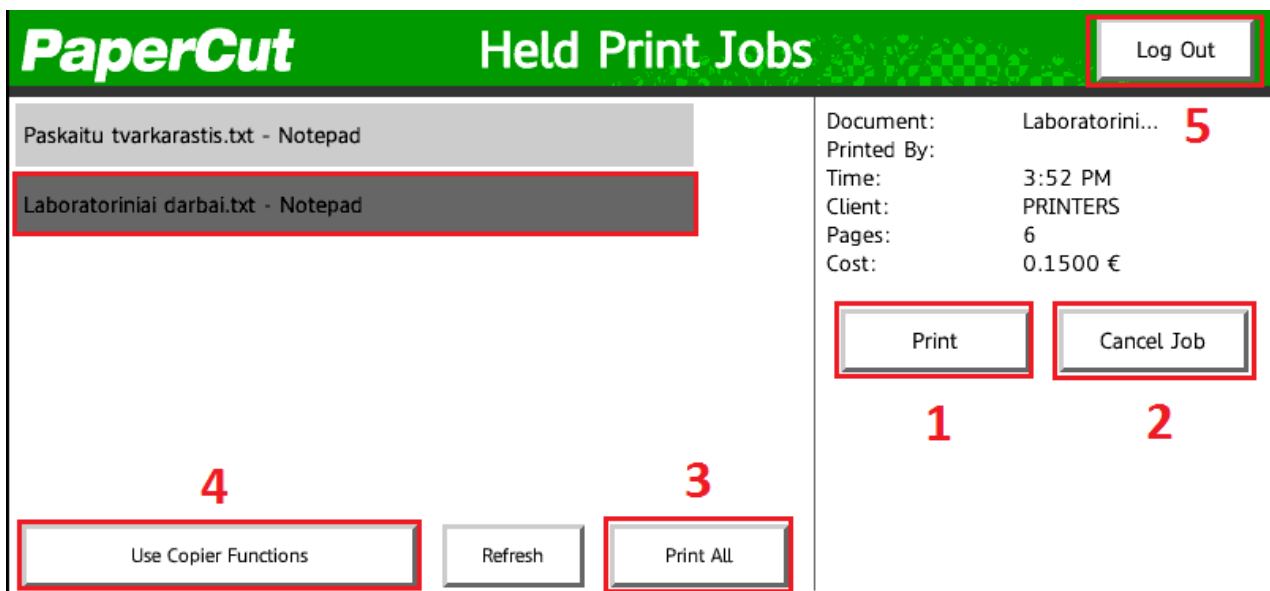 PaperCut Held Print Jobs Log Out
Paskaitu tvarkarastis.txt - Notepad
Laboratoriniai darbai.txt - Notepad
Document: Laboratorini...
Printed By:
Time: 3:52 PM
Client: PRINTERS
Pages: 6
Cost: 0.1500 €
5
Print Cancel Job
1 2
4 3
Use Copier Functions Refresh Print All